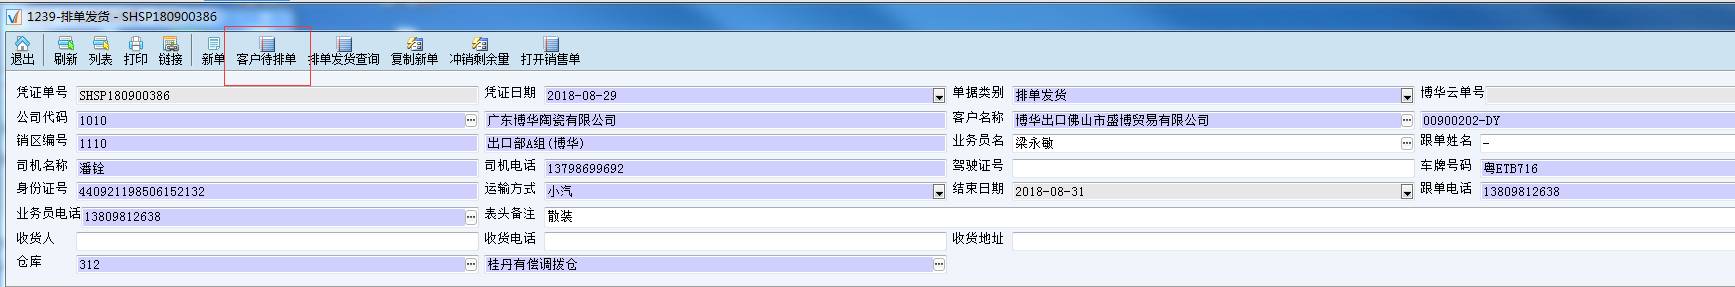 1239-排单发货 - SHSP180900386
退出 刷新 列表 打印 链接 新单 客户待排单 排单发货查询 复制新单 冲销剩余量 打开销售单
凭证单号 SHSP180900386 凭证日期 2018-08-29 单据类别 排单发货 博华云单号
公司代码 1010 广东博华陶瓷有限公司 客户名称 博华出口佛山市盛博贸易有限公司 00900202-DY
销区编号 1110 出口部A组(博华) 业务员名 梁永敏 跟单姓名 -
司机名称 潘铨 司机电话 13798699692 驾驶证号 车牌号码 粤ETB716
身份证号 440921198506152132 运输方式 小汽 结束日期 2018-08-31 跟单电话 13809812638
业务员电话 13809812638 表头备注 散装
收货人 收货电话 收货地址
仓库 312 桂丹有偿调拨仓